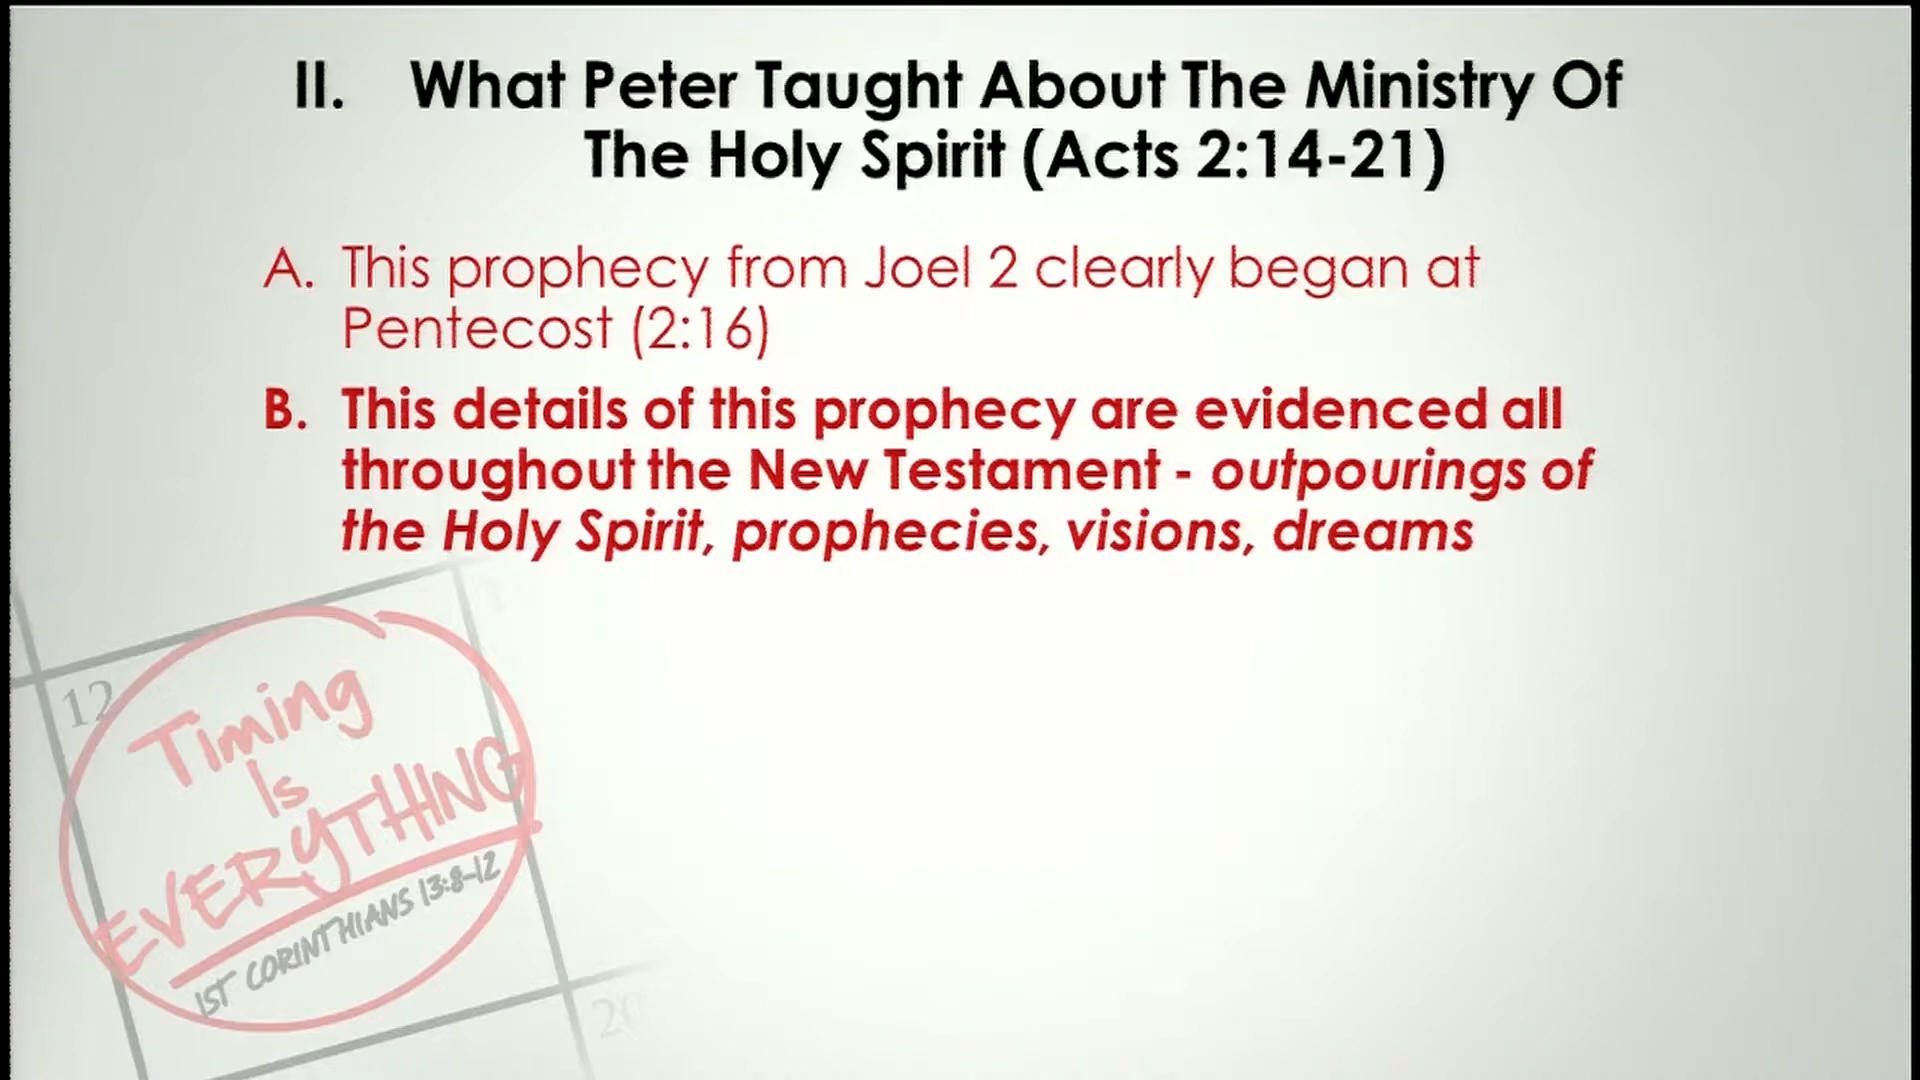 II. What Peter Taught About The Ministry Of
The Holy Spirit (Acts 2:14-21)
A. This prophecy from Joel 2 clearly began at
Pentecost (2:16)
B. This details of this prophecy are evidenced all
throughout the New Testament - outpourings of
the Holy Spirit, prophecies, visions, dreams
12
Timing
Is
EVERYTHING
1ST CORINTHIANS 13:8-12
20